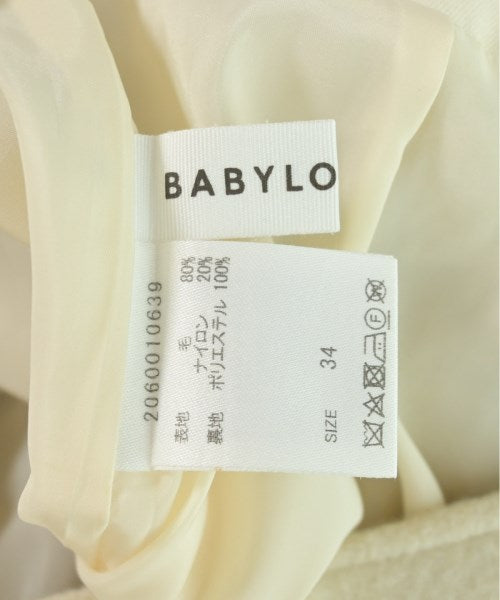 BABYLO
2060010639
表地 毛 80%
ナイロン 20%
裏地 ポリエステル 100%
SIZE 34
F